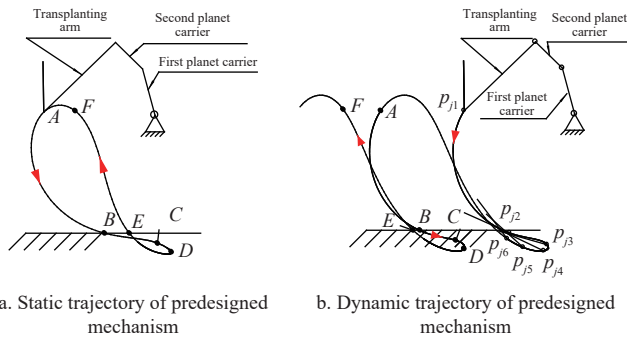 Transplanting
arm
Second planet
carrier
First planet carrier
A
F
B
E
C
D
a. Static trajectory of predesigned
mechanism
Transplanting
arm
Second planet
carrier
First planet
carrier
F
A
p_j1
E
B
C
D
p_j2
p_j3
p_j6
p_j5
p_j4
b. Dynamic trajectory of predesigned
mechanism